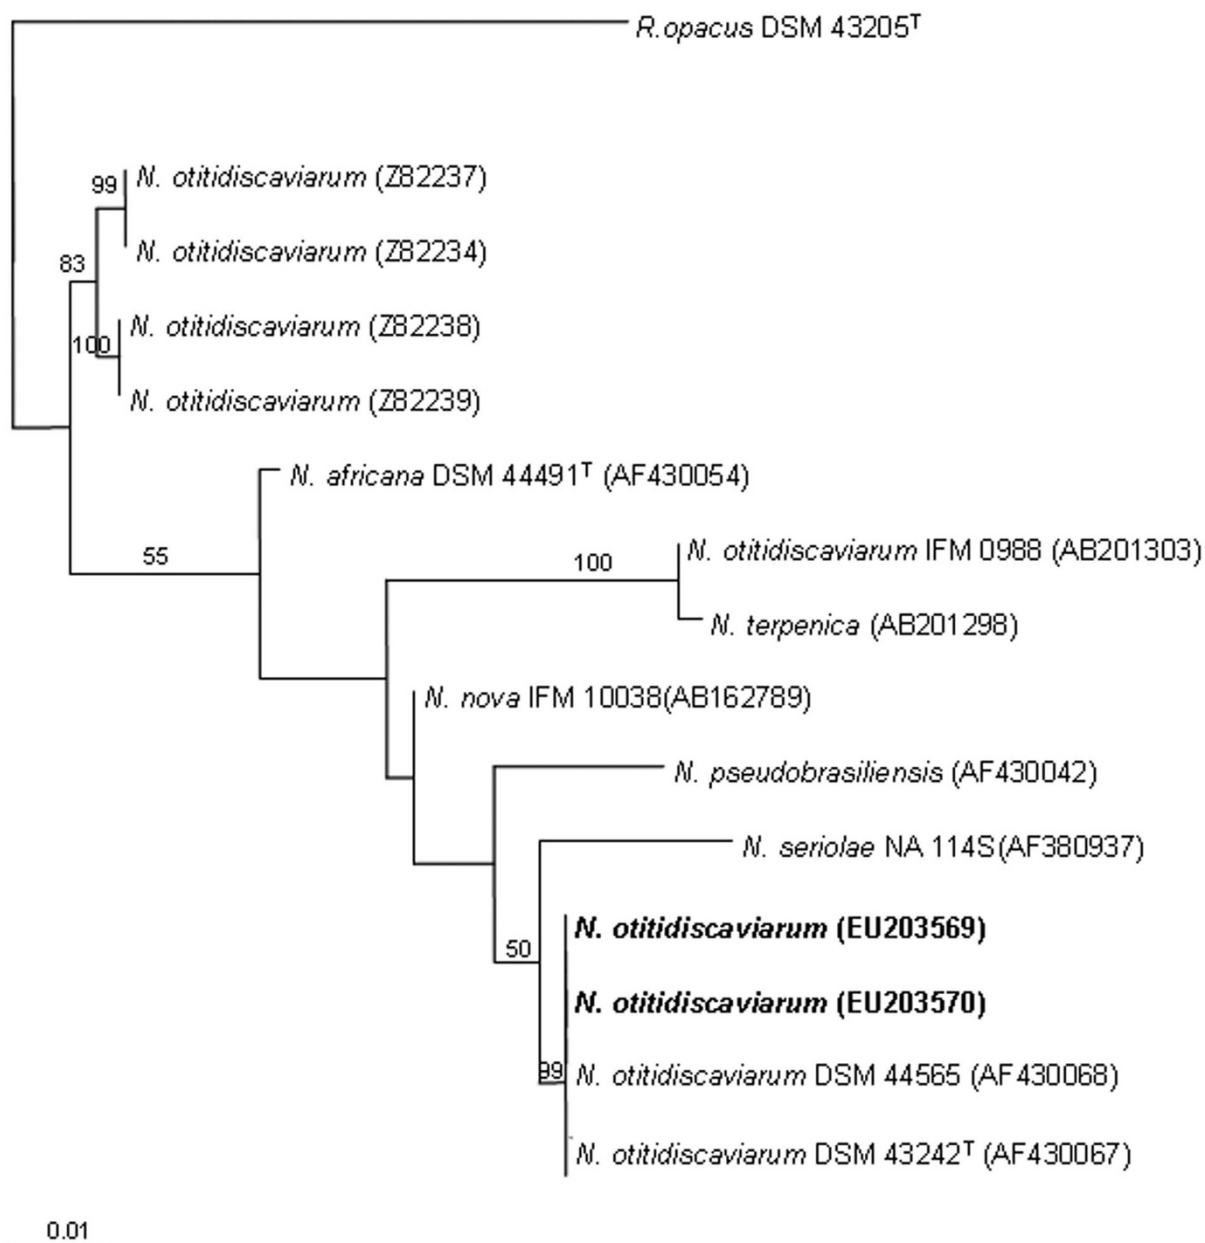 R.opacus DSM 43205ᵀ
99 N. otitidiscaviarum (Z82237)
N. otitidiscaviarum (Z82234)
83
N. otitidiscaviarum (Z82238)
100
N. otitidiscaviarum (Z82239)
N. africana DSM 44491ᵀ (AF430054)
55
100
N. otitidiscaviarum IFM 0988 (AB201303)
N. terpenica (AB201298)
N. nova IFM 10038(AB162789)
N. pseudobrasiliensis (AF430042)
N. seriolae NA 114S(AF380937)
N. otitidiscaviarum (EU203569)
50
N. otitidiscaviarum (EU203570)
99 N. otitidiscaviarum DSM 44565 (AF430068)
N. otitidiscaviarum DSM 43242ᵀ (AF430067)
0.01